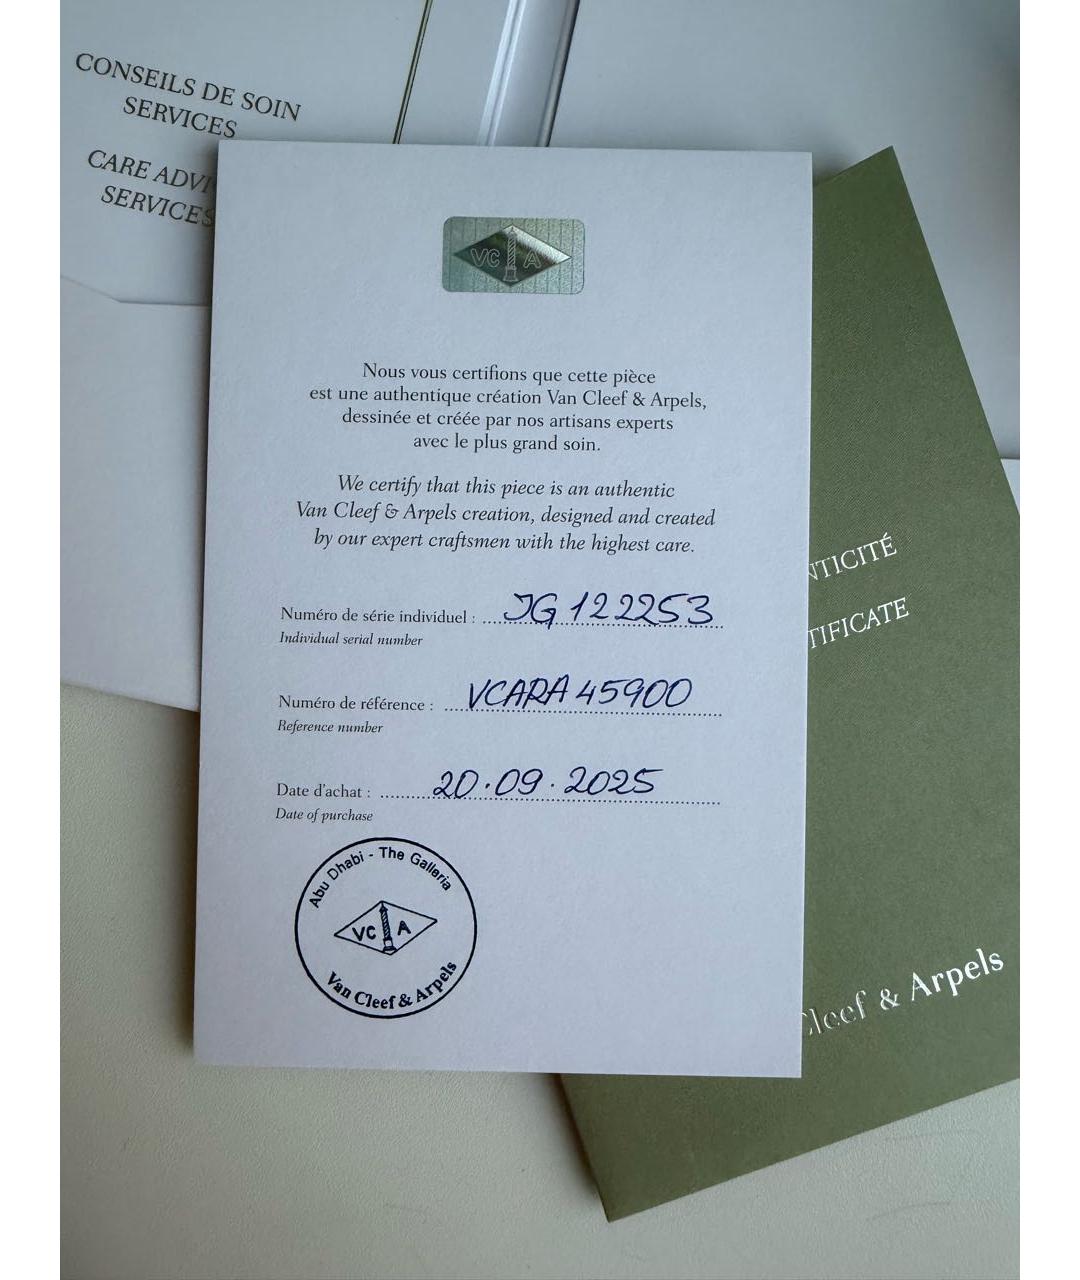 CONSEILS DE SOIN
SERVICES
CARE ADVI
SERVICES
VC A
Nous vous certifions que cette pièce
est une authentique création Van Cleef & Arpels,
dessinée et créée par nos artisans experts
avec le plus grand soin.
We certify that this piece is an authentic
Van Cleef & Arpels creation, designed and created
by our expert craftsmen with the highest care.
Numéro de série individuel : JG 122253
Individual serial number
Numéro de référence : VCARA 45900
Reference number
Date d'achat : 20.09.2025
Date of purchase
Abu Dhabi - The Galleria
VC A
Van Cleef & Arpels
NTICITÉ
TIFICATE
Cleef & Arpels